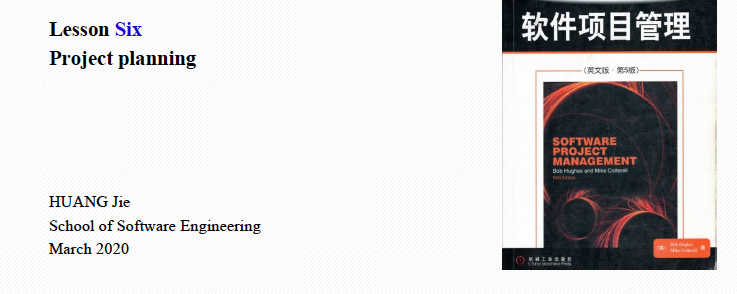 Lesson Six
Project planning
HUANG Jie
School of Software Engineering
March 2020
软件项目管理
（英文版 · 第5版）
SOFTWARE
PROJECT
MANAGEMENT
Bob Hughes and Mike Cotterell
Fifth Edition
[英] Bob Hughes
Mike Cotterell 著
机械工业出版社
China Machine Press